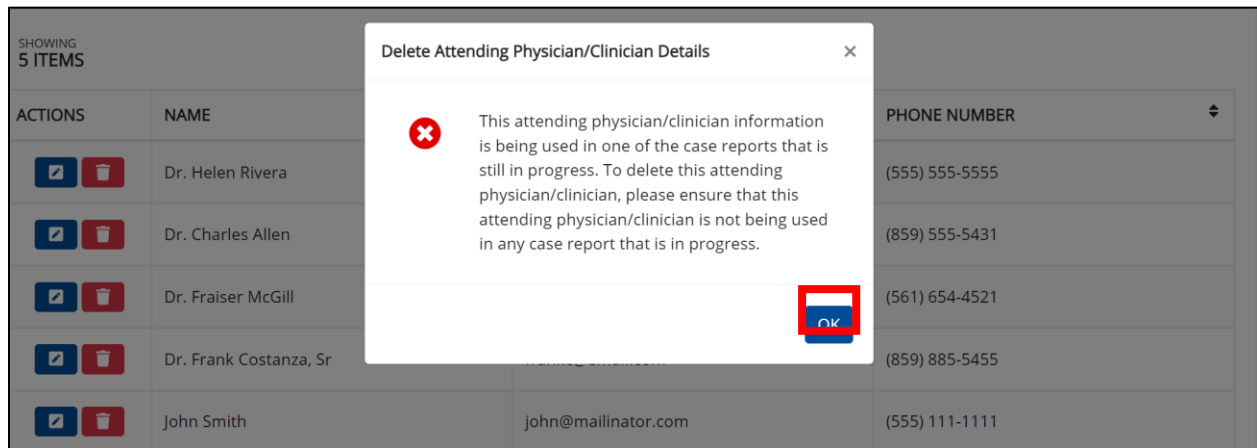 SHOWING
5 ITEMS
Delete Attending Physician/Clinician Details ×
ACTIONS NAME PHONE NUMBER
This attending physician/clinician information
is being used in one of the case reports that is
still in progress. To delete this attending
physician/clinician, please ensure that this
attending physician/clinician is not being used
in any case report that is in progress.
OK
Dr. Helen Rivera (555) 555-5555
Dr. Charles Allen (859) 555-5431
Dr. Fraiser McGill (561) 654-4521
Dr. Frank Costanza, Sr (859) 885-5455
John Smith john@mailinator.com (555) 111-1111